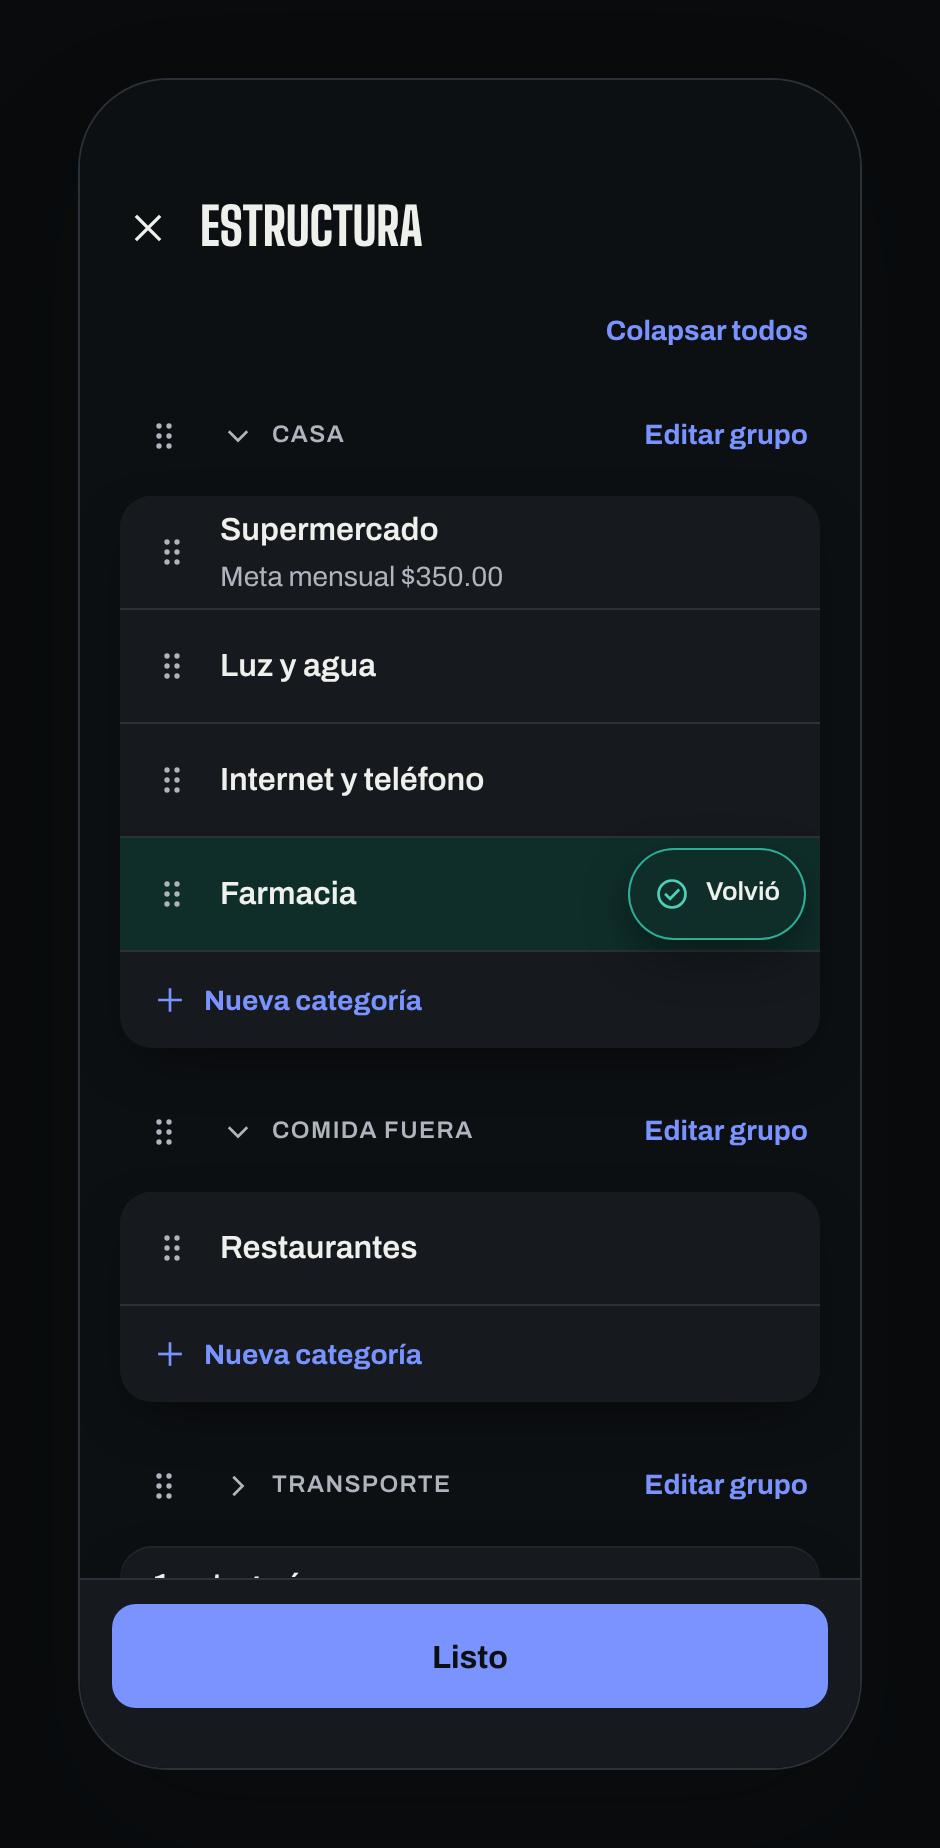 ESTRUCTURA
Colapsar todos
CASA
Editar grupo
Supermercado
Meta mensual $350.00
Luz y agua
Internet y teléfono
Farmacia
Volvió
Nueva categoría
COMIDA FUERA
Editar grupo
Restaurantes
Nueva categoría
TRANSPORTE
Editar grupo
Listo